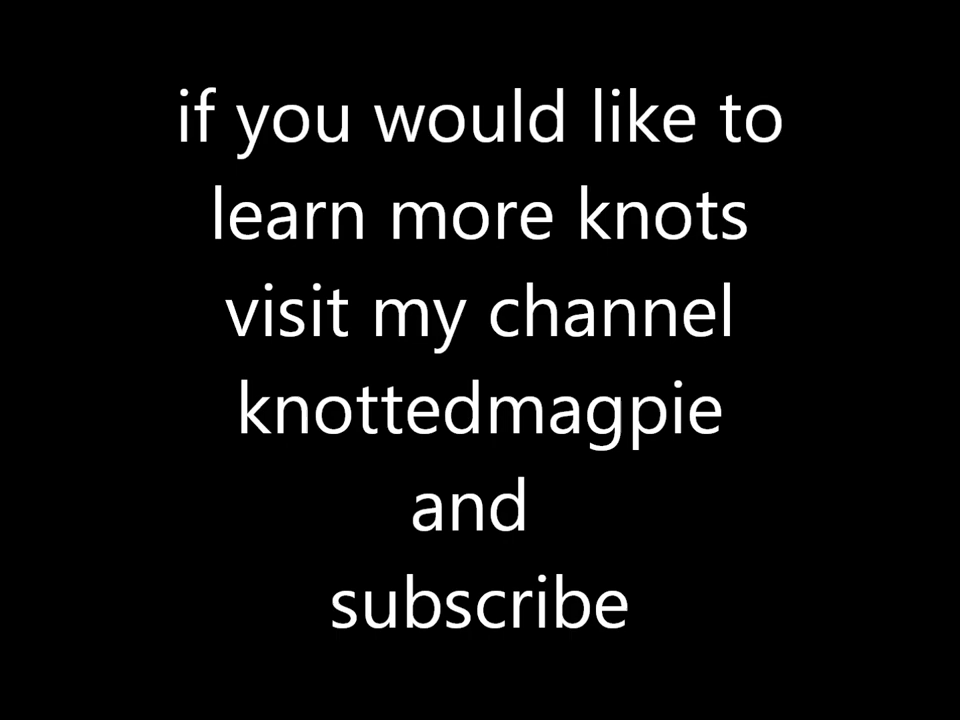 if you would like to
learn more knots
visit my channel
knottedmagpie
and
subscribe